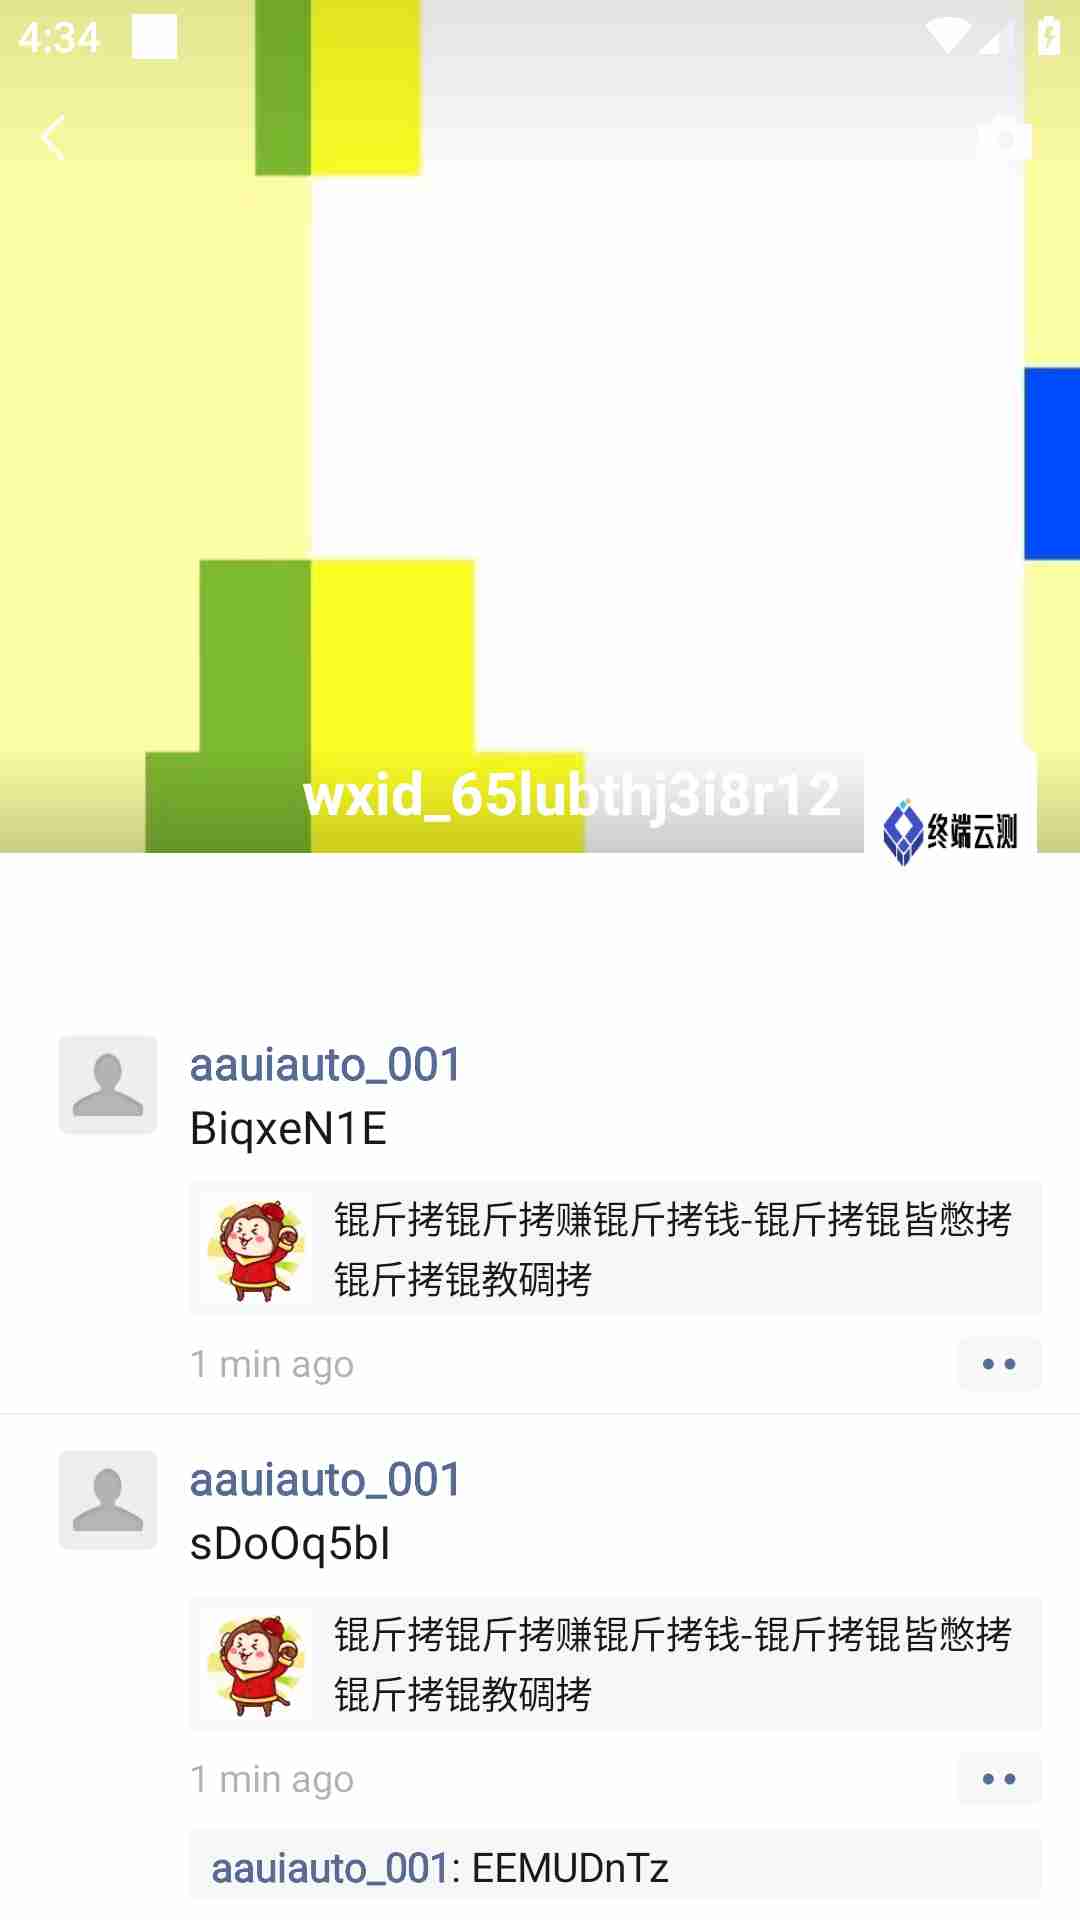 4:34
wxid_65lubthj3i8r12
终端云测
aauiauto_001
BiqxeN1E
锟斤拷锟斤拷赚锟斤拷钱-锟斤拷锟皆憋拷
锟斤拷锟教碉拷
1 min ago
aauiauto_001
sDoOq5bI
锟斤拷锟斤拷赚锟斤拷钱-锟斤拷锟皆憋拷
锟斤拷锟教碉拷
1 min ago
aauiauto_001: EEMUDnTz